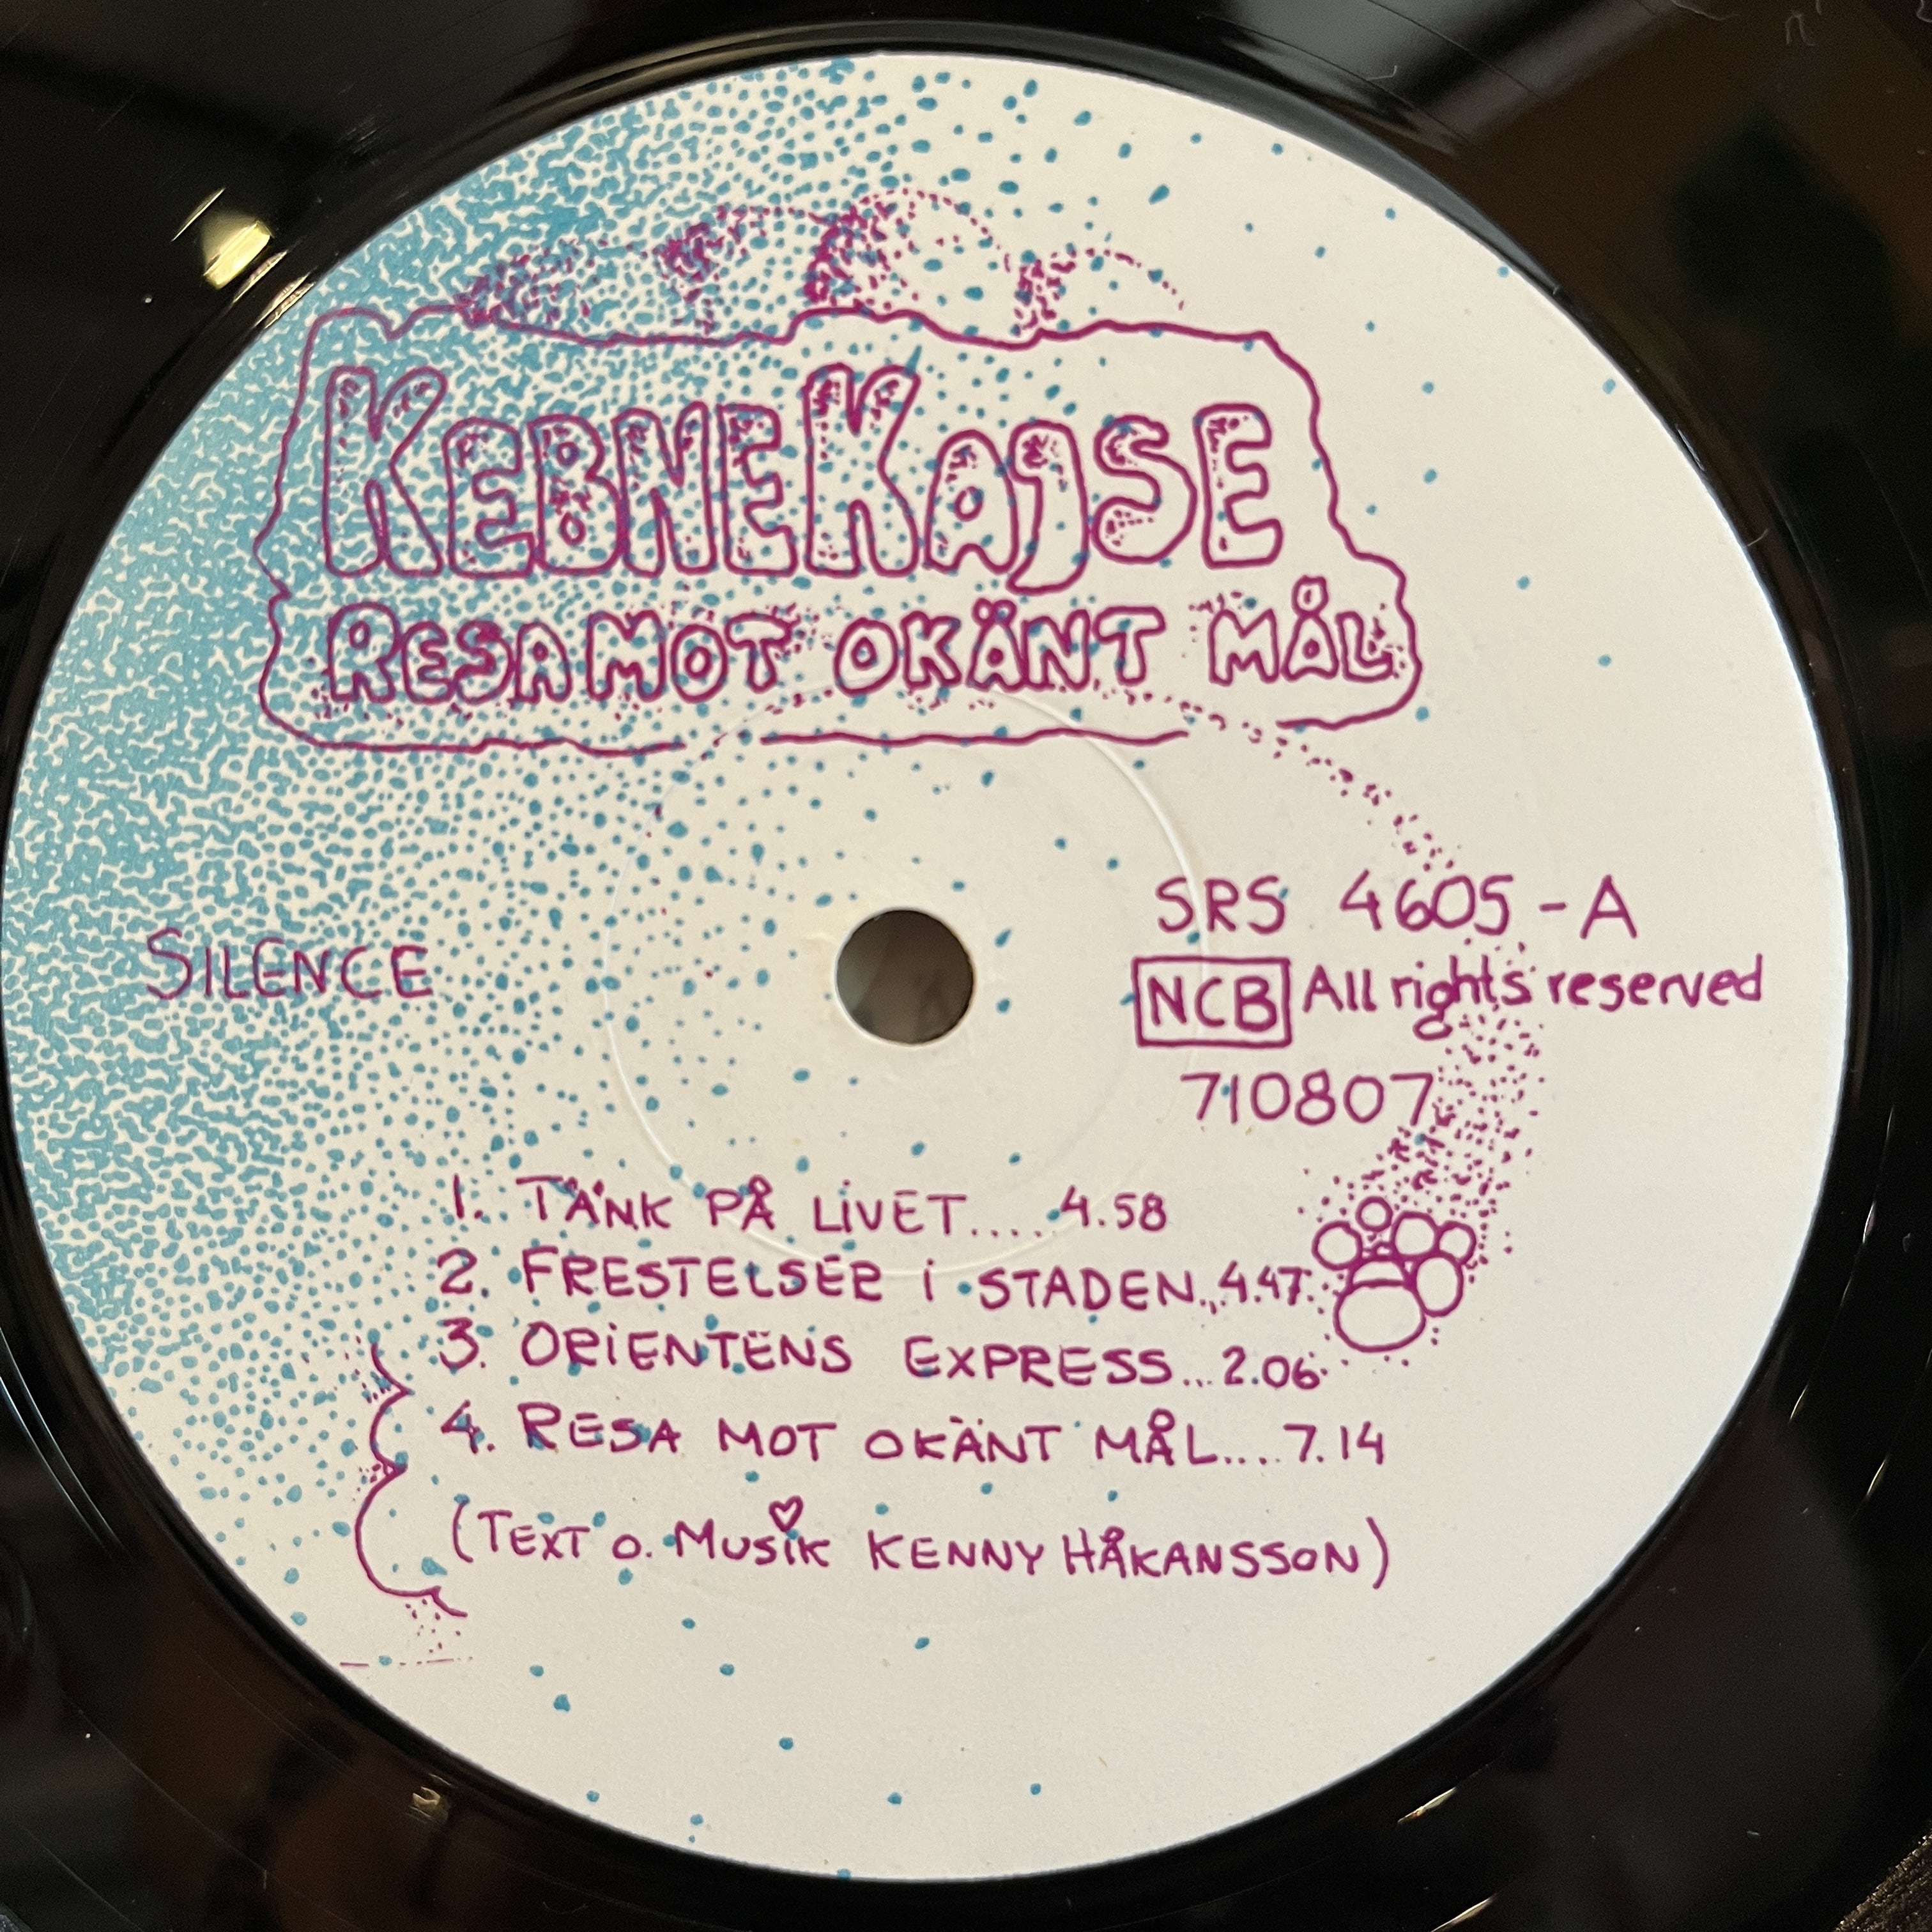 KEBNEKAJSE
RESA MOT OKÄNT MÅL
SILENCE
SRS 4605-A
NCB All rights reserved
710807
1. TÄNK PÅ LIVET.....4.58
2. FRESTELSER i STADEN...4.47
3. ORiENTENS EXPRESS...2.06
4. RESA MOT OKÄNT MÅL....7.14
(TEXT o. Musik KENNY HÅKANSSON)